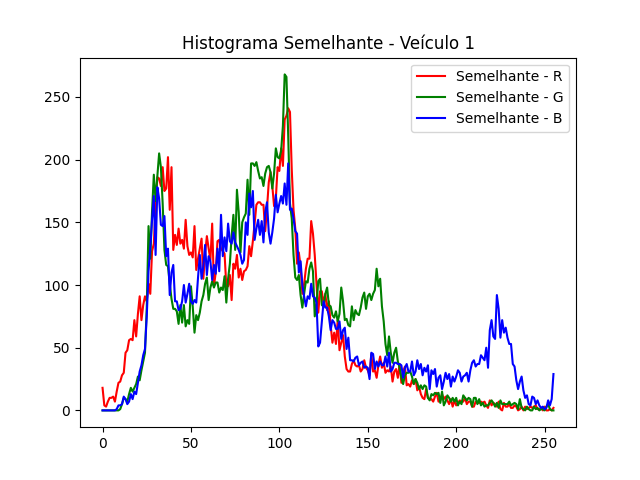 Histograma Semelhante - Veículo 1
Semelhante - R
Semelhante - G
Semelhante - B
250
200
150
100
50
0
0 50 100 150 200 250